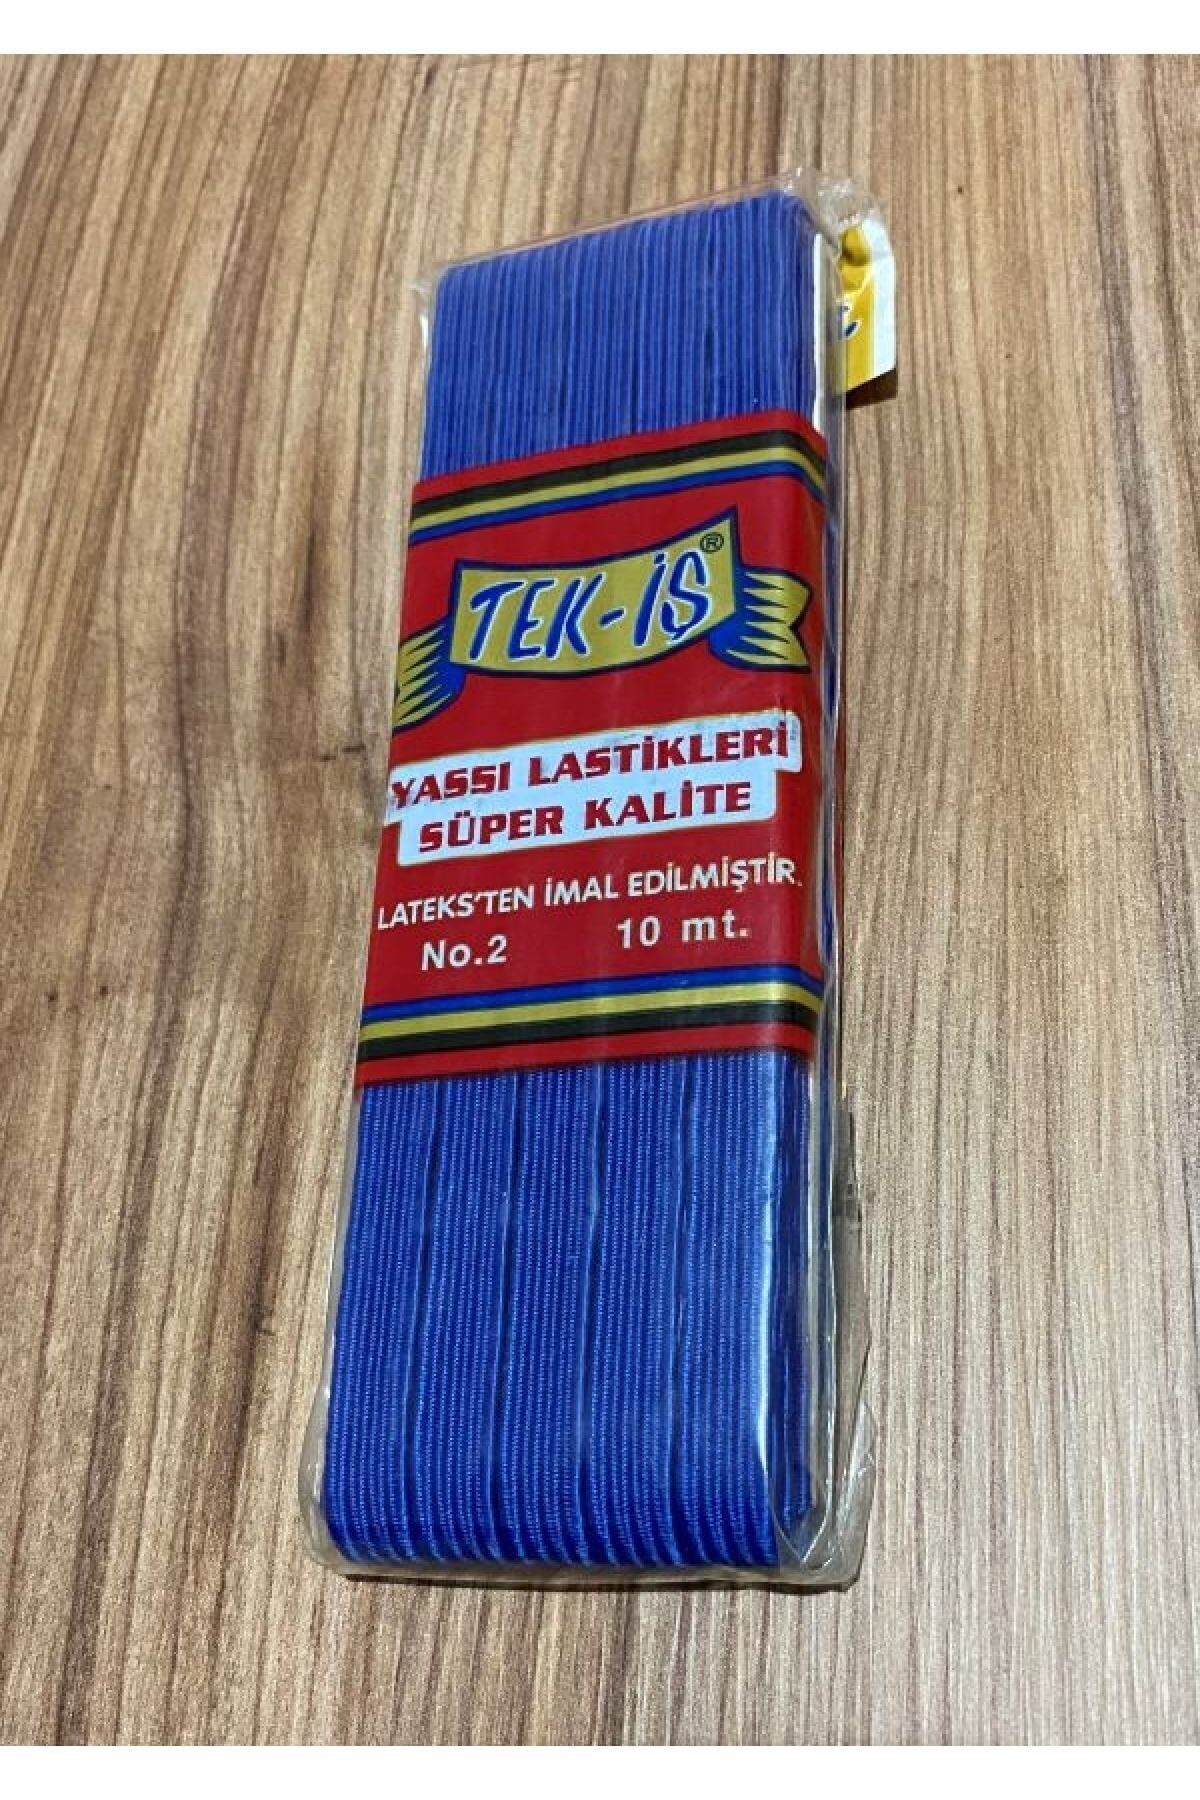 TEK-İŞ®
YASSI LASTİKLERİ
SÜPER KALİTE
LATEKS'TEN İMAL EDİLMİŞTİR.
No.2 10 mt.